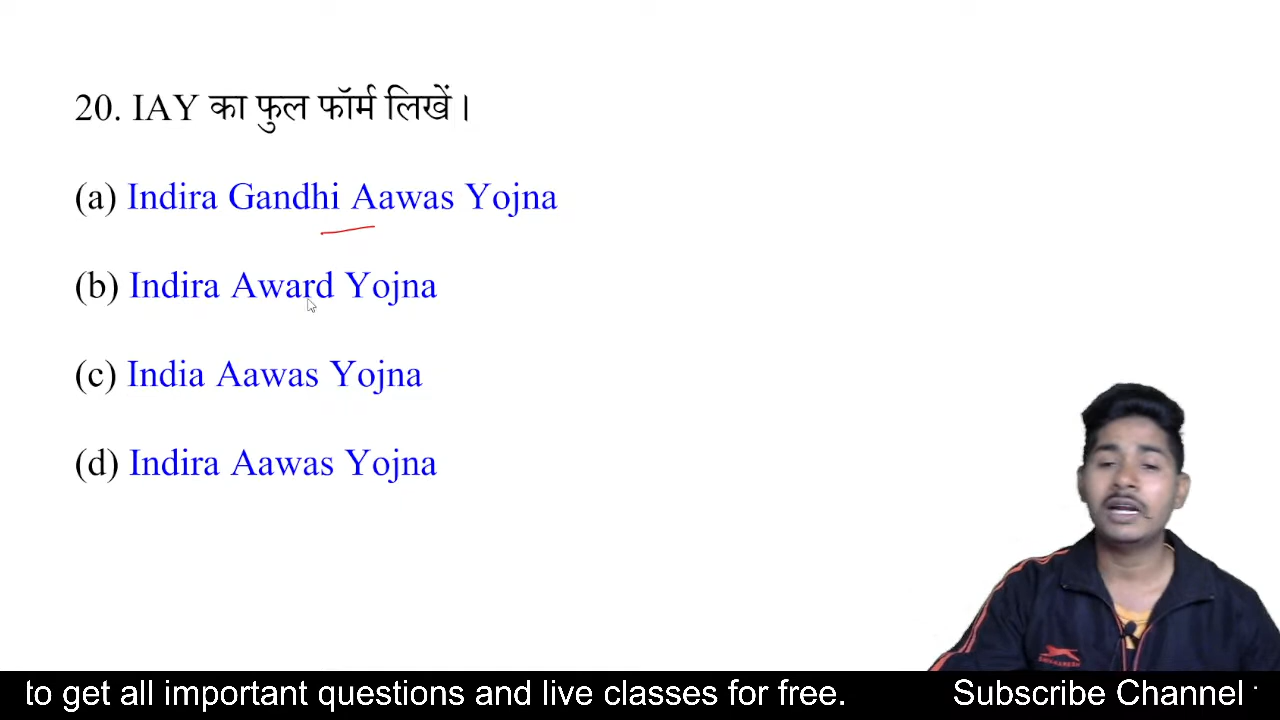 20. IAY का फुल फॉर्म लिखें।
(a) Indira Gandhi Aawas Yojna
(b) Indira Award Yojna
(c) India Aawas Yojna
(d) Indira Aawas Yojna
to get all important questions and live classes for free. Subscribe Channel